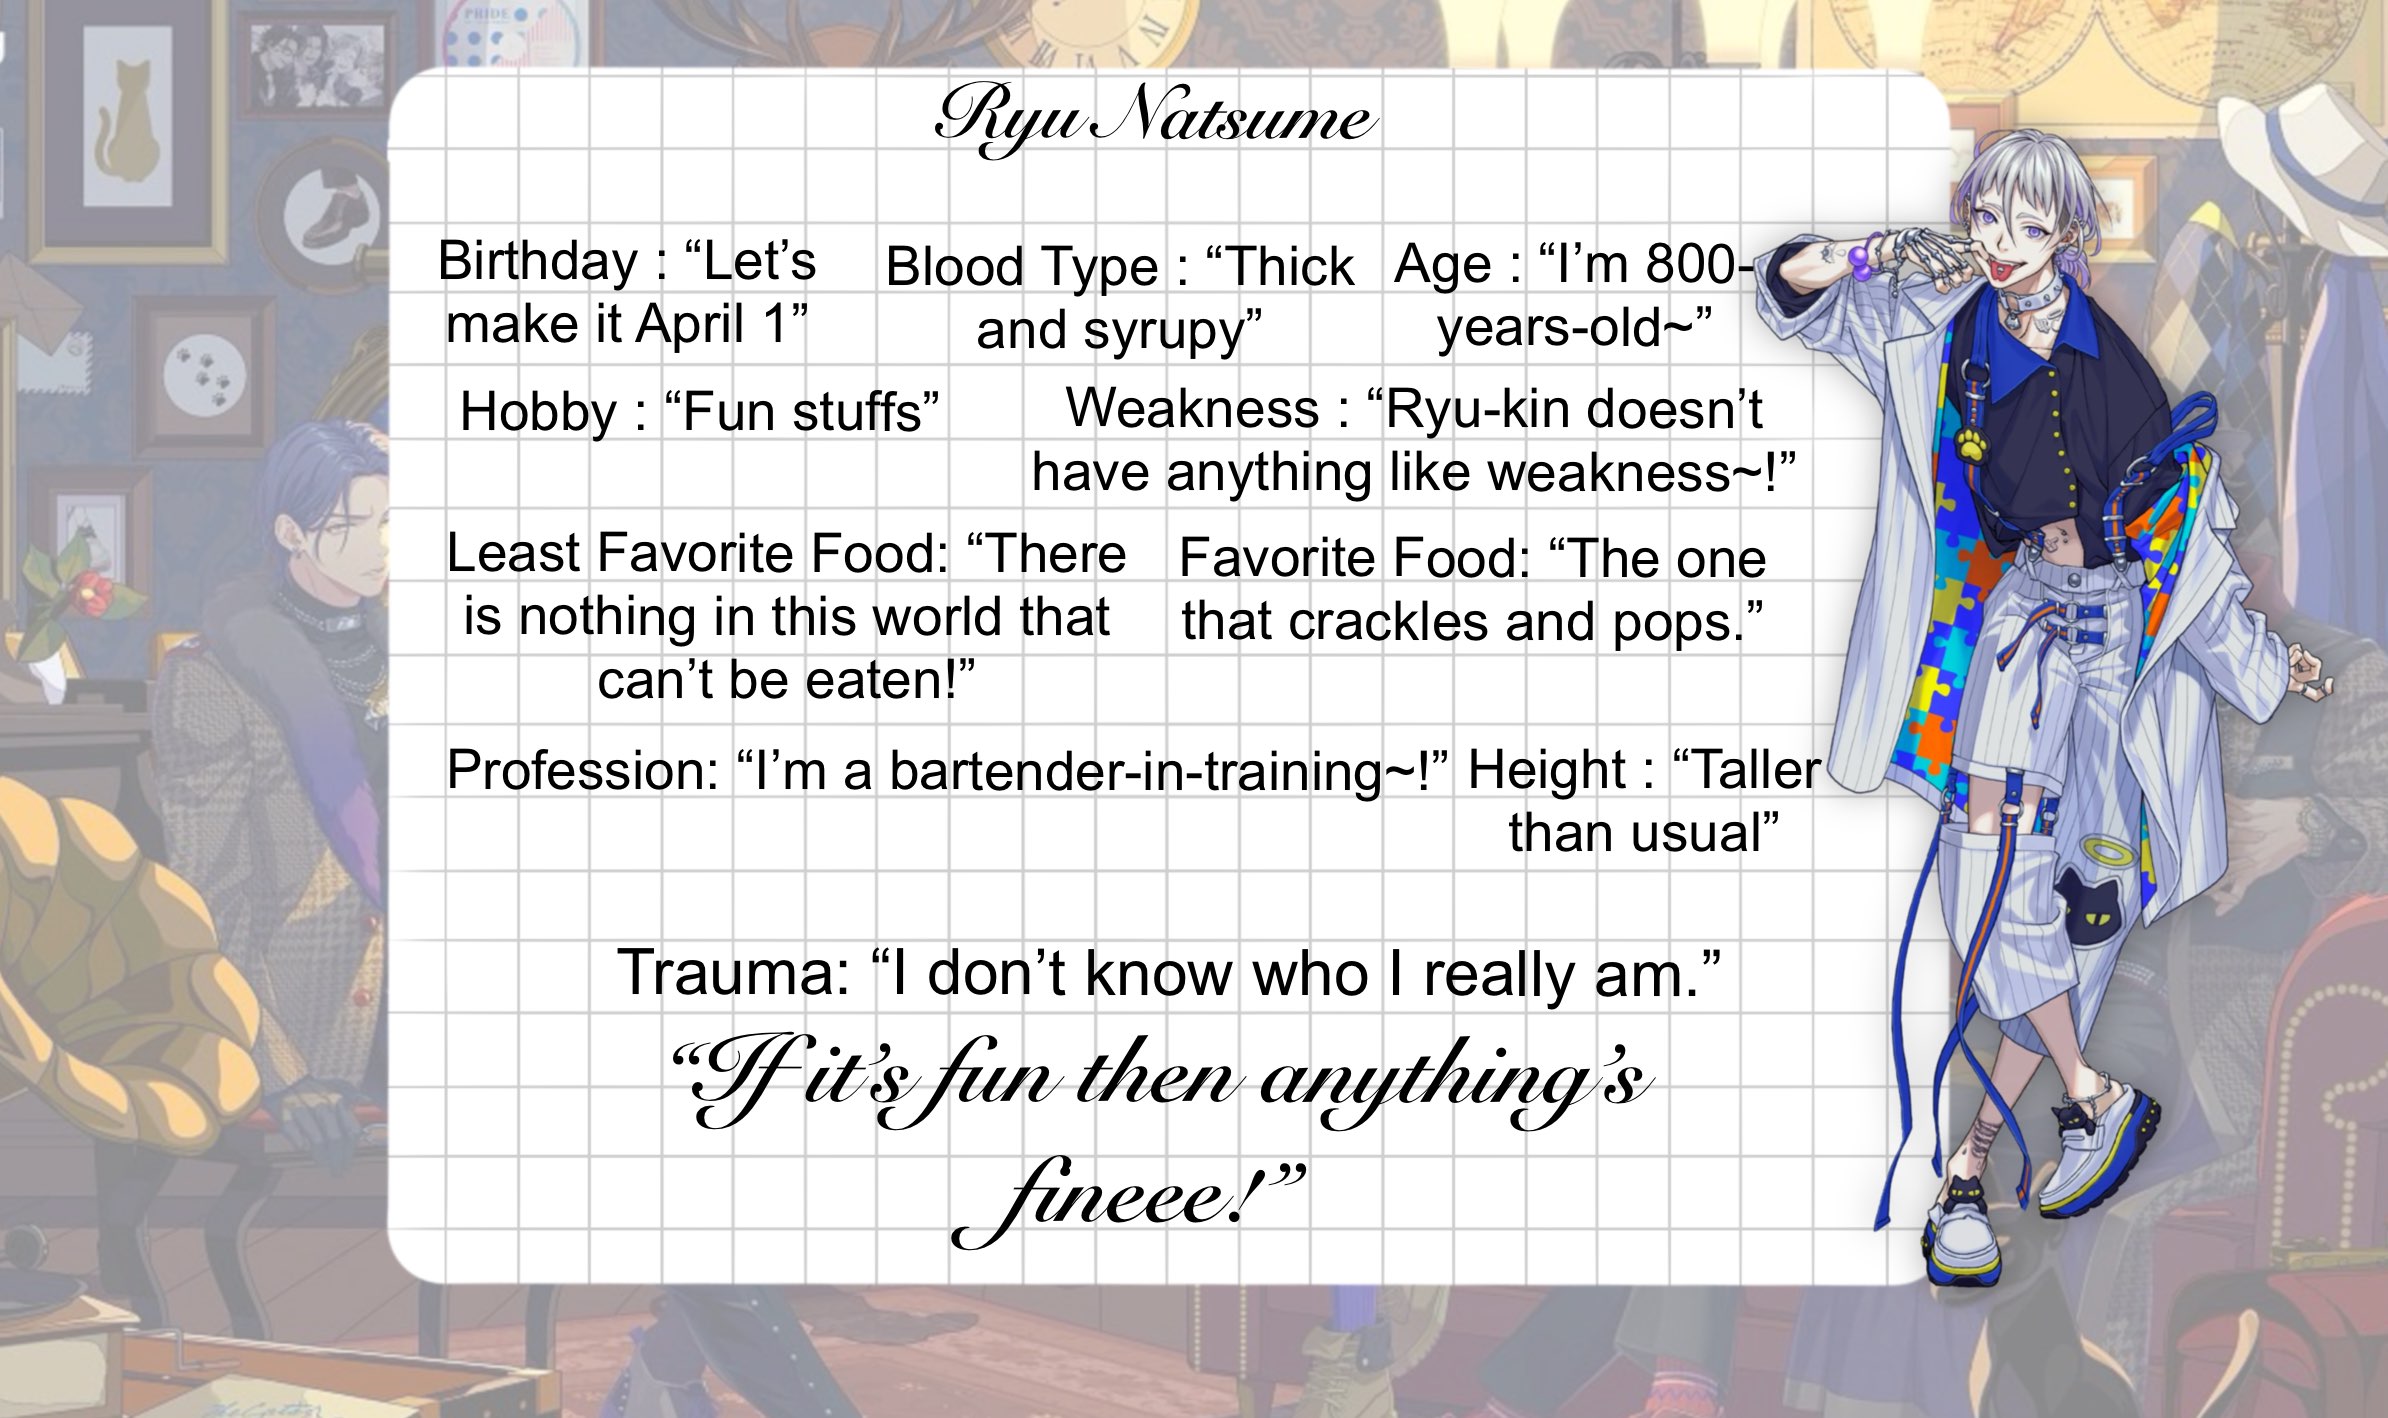 PRIDE
Ryu Natsume
Birthday : “Let’s
make it April 1”
Blood Type : “Thick
and syrupy”
Age : “I’m 800-
years-old~”
Hobby : “Fun stuffs”
Weakness : “Ryu-kin doesn’t
have anything like weakness~!”
Least Favorite Food: “There
is nothing in this world that
can’t be eaten!”
Favorite Food: “The one
that crackles and pops.”
Profession: “I’m a bartender-in-training~!”
Height : “Taller
than usual”
Trauma: “I don’t know who I really am.”
“If it’s fun then anything’s
fineee!”